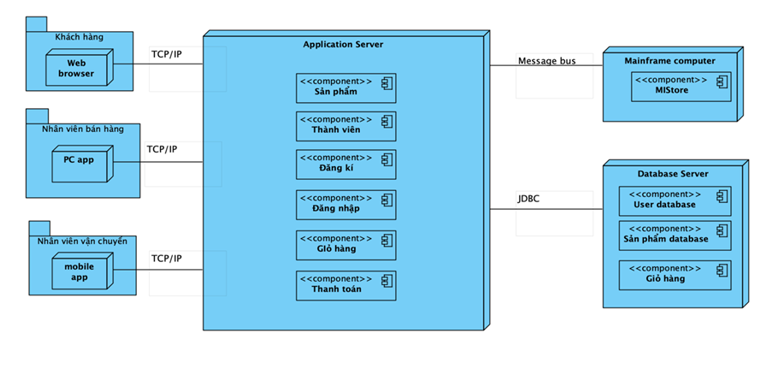 Khách hàng
Web
browser
TCP/IP
Nhân viên bán hàng
PC app
TCP/IP
Nhân viên vận chuyển
mobile
app
TCP/IP
Application Server
<<component>>
Sản phẩm
<<component>>
Thành viên
<<component>>
Đăng kí
<<component>>
Đăng nhập
<<component>>
Giỏ hàng
<<component>>
Thanh toán
Message bus
JDBC
Mainframe computer
<<component>>
MIStore
Database Server
<<component>>
User database
<<component>>
Sản phẩm database
<<component>>
Giỏ hàng